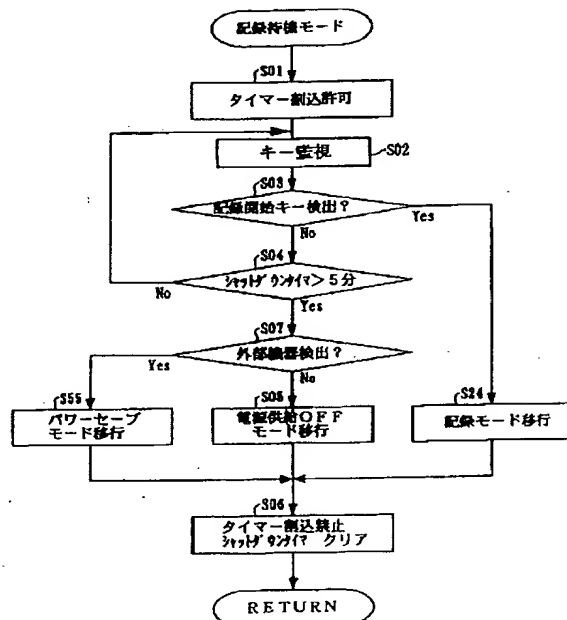 記録待機モード
S01
タイマー割込許可
キー監視
S02
S03
記録開始キー検出?
Yes
No
S04
シャットダウンタイマ>5分
No
Yes
S07
外部機器検出?
Yes
No
S55
パワーセーブ
モード移行
S05
電源供給OFF
モード移行
S24
記録モード移行
S06
タイマー割込禁止
シャットダウンタイマ クリア
RETURN